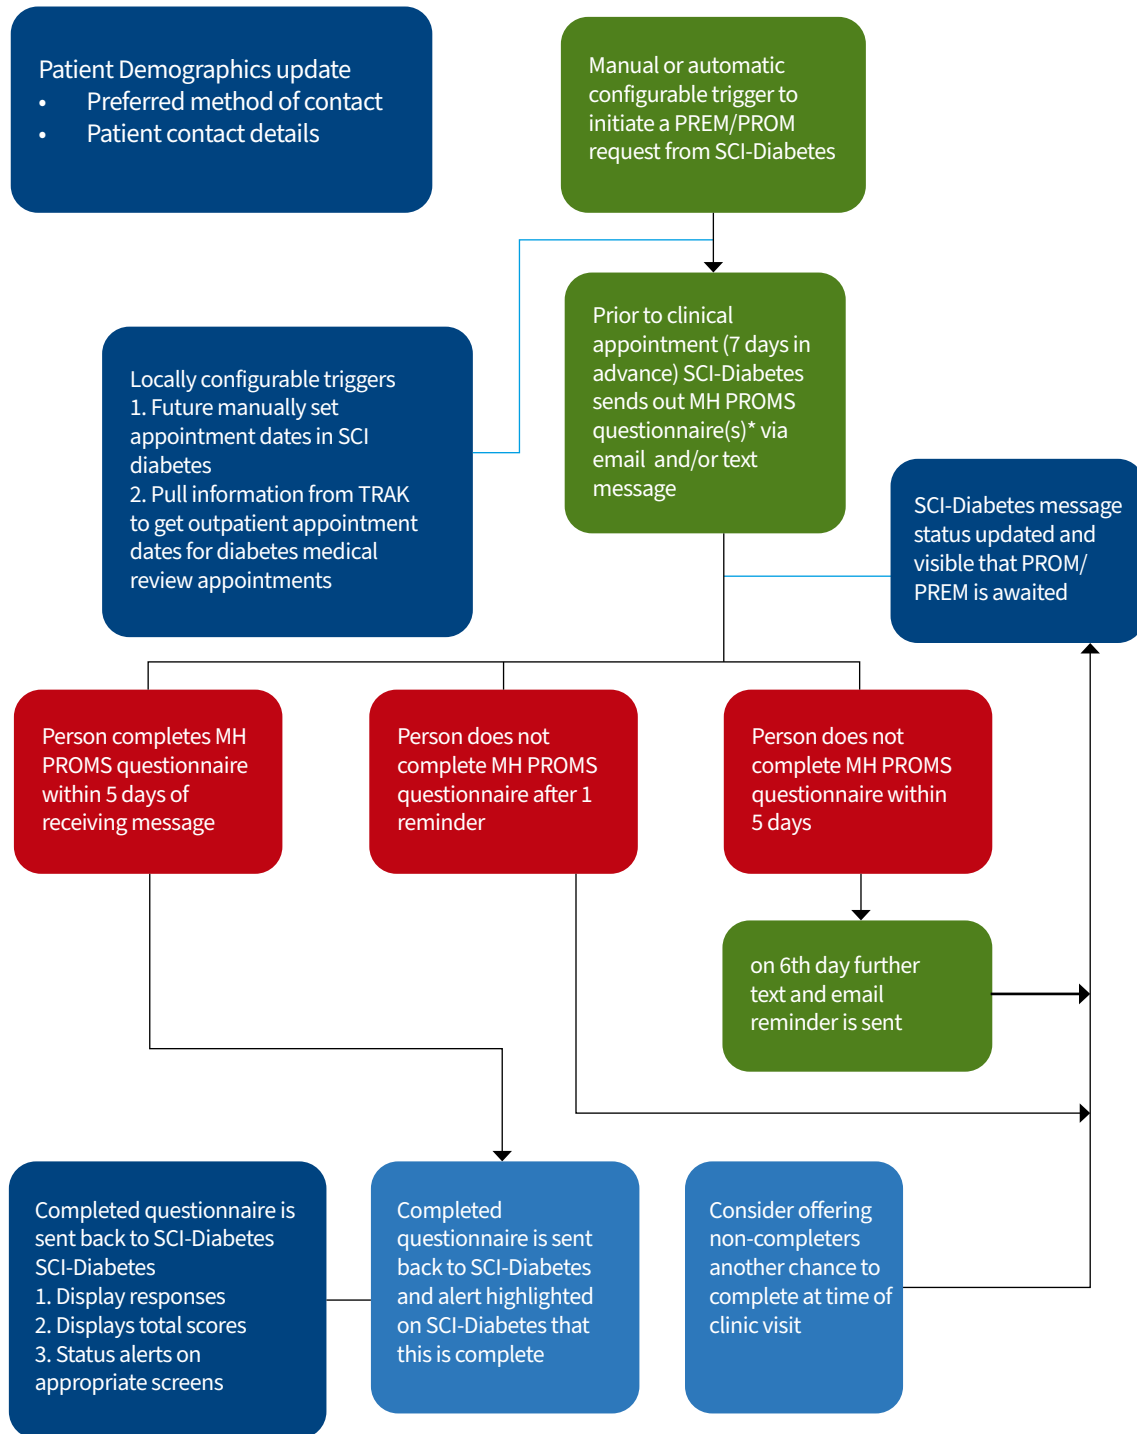 Patient Demographics update
• Preferred method of contact
• Patient contact details
Manual or automatic
configurable trigger to
initiate a PREM/PROM
request from SCI-Diabetes
Prior to clinical
appointment (7 days in
advance) SCI-Diabetes
sends out MH PROMS
questionnaire(s)* via
email and/or text
message
Locally configurable triggers
1. Future manually set
appointment dates in SCI
diabetes
2. Pull information from TRAK
to get outpatient appointment
dates for diabetes medical
review appointments
SCI-Diabetes message
status updated and
visible that PROM/
PREM is awaited
Person completes MH
PROMS questionnaire
within 5 days of
receiving message
Person does not
complete MH PROMS
questionnaire after 1
reminder
Person does not
complete MH PROMS
questionnaire within
5 days
on 6th day further
text and email
reminder is sent
Completed questionnaire is
sent back to SCI-Diabetes
SCI-Diabetes
1. Display responses
2. Displays total scores
3. Status alerts on
appropriate screens
Completed
questionnaire is sent
back to SCI-Diabetes
and alert highlighted
on SCI-Diabetes that
this is complete
Consider offering
non-completers
another chance to
complete at time of
clinic visit